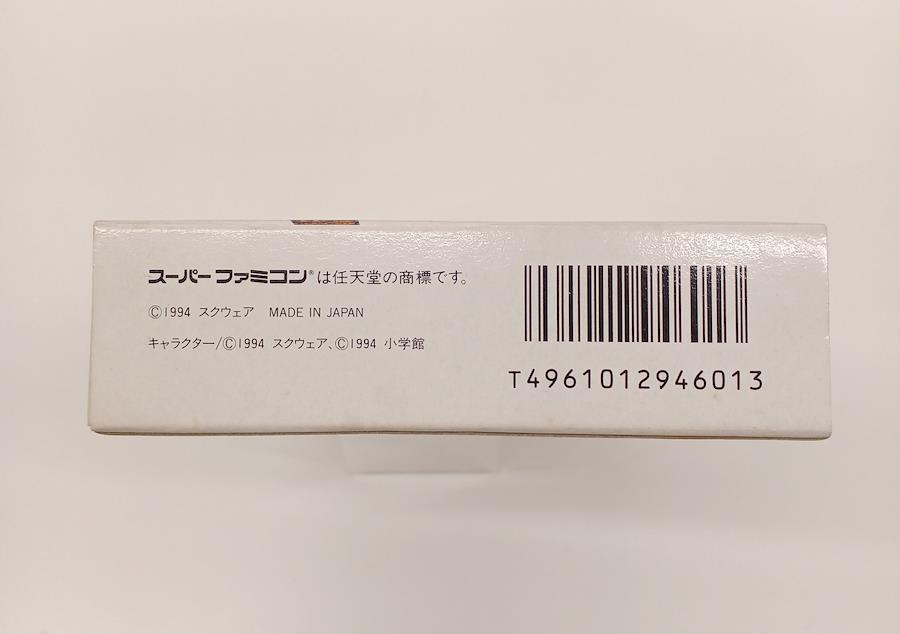 スーパーファミコン®は任天堂の商標です。
Ⓒ1994 スクウェア MADE IN JAPAN
キャラクター/Ⓒ1994 スクウェア、Ⓒ1994 小学館
T4961012946013